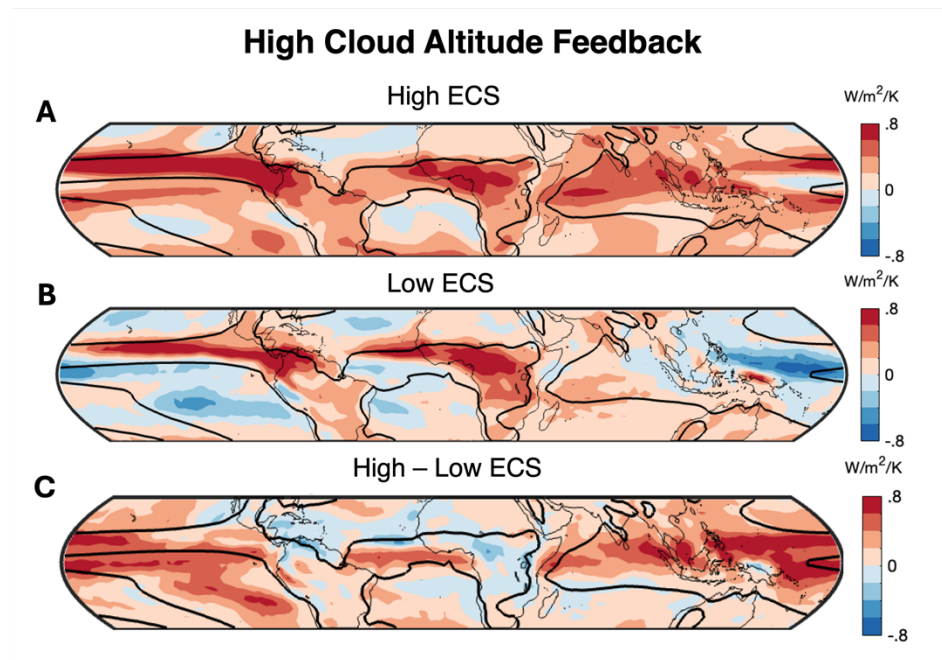 High Cloud Altitude Feedback
A
High ECS
W/m²/K
.8
0
-.8
B
Low ECS
W/m²/K
.8
0
-.8
C
High – Low ECS
W/m²/K
.8
0
-.8